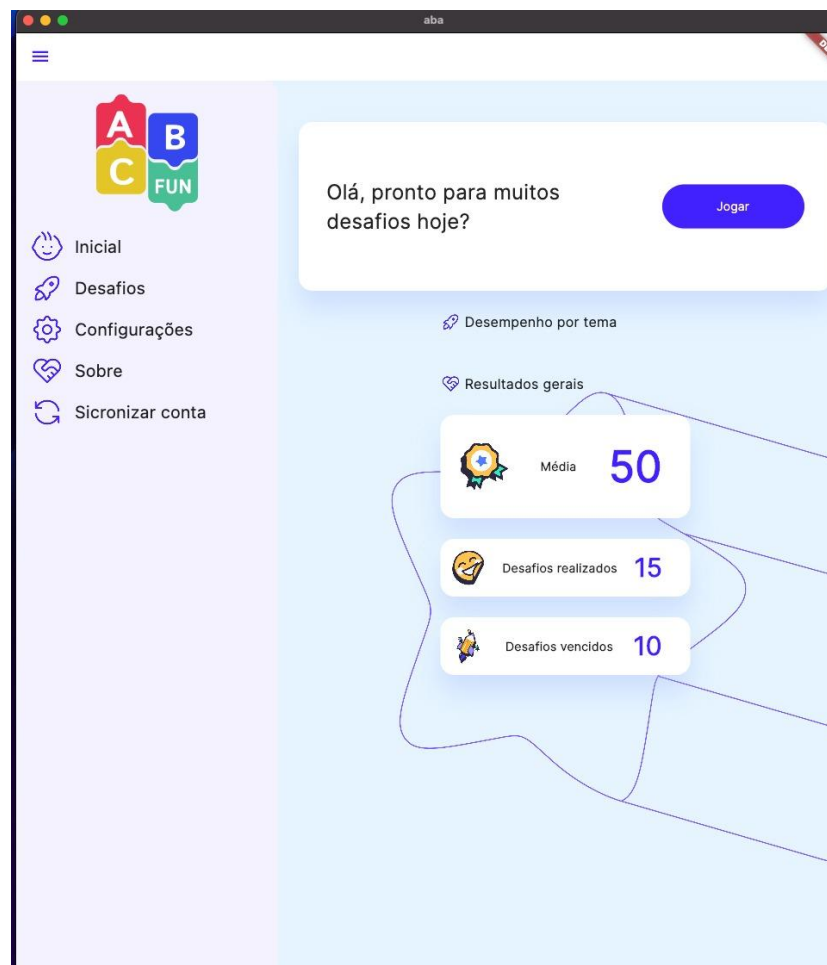 aba
A
B
C
FUN
Inicial
Desafios
Configurações
Sobre
Sicronizar conta
Olá, pronto para muitos
desafios hoje?
Jogar
Desempenho por tema
Resultados gerais
Média 50
Desafios realizados 15
Desafios vencidos 10